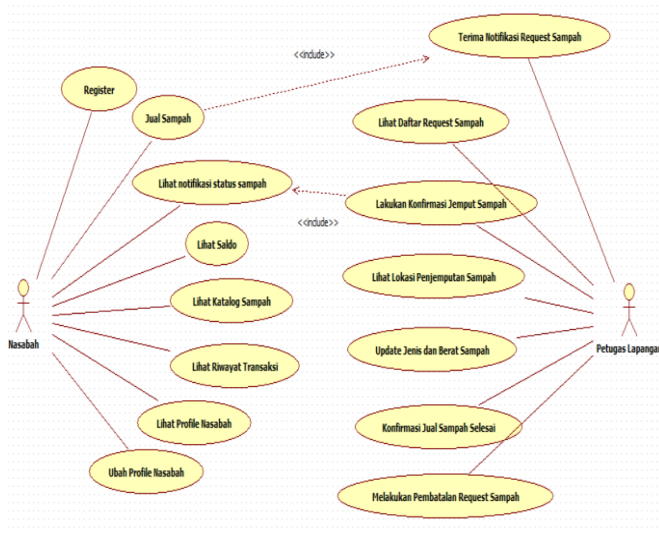 Terima Notifikasi Request Sampah
<<include>>
Register
Jual Sampah
Lihat Daftar Request Sampah
Lihat notifikasi status sampah
Lakukan Konfirmasi Jemput Sampah
<<include>>
Lihat Saldo
Lihat Lokasi Penjemputan Sampah
Lihat Katalog Sampah
Nasabah
Petugas Lapangan
Update Jenis dan Berat Sampah
Lihat Riwayat Transaksi
Lihat Profile Nasabah
Konfirmasi Jual Sampah Selesai
Ubah Profile Nasabah
Melakukan Pembatalan Request Sampah